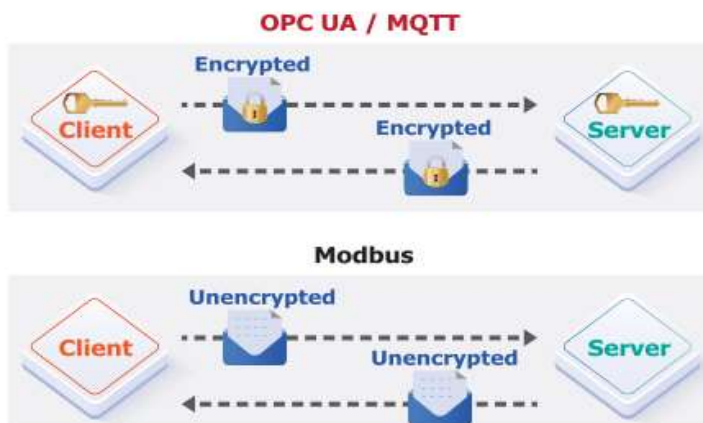 OPC UA / MQTT
Encrypted
Client
Server
Encrypted
Modbus
Unencrypted
Client
Server
Unencrypted